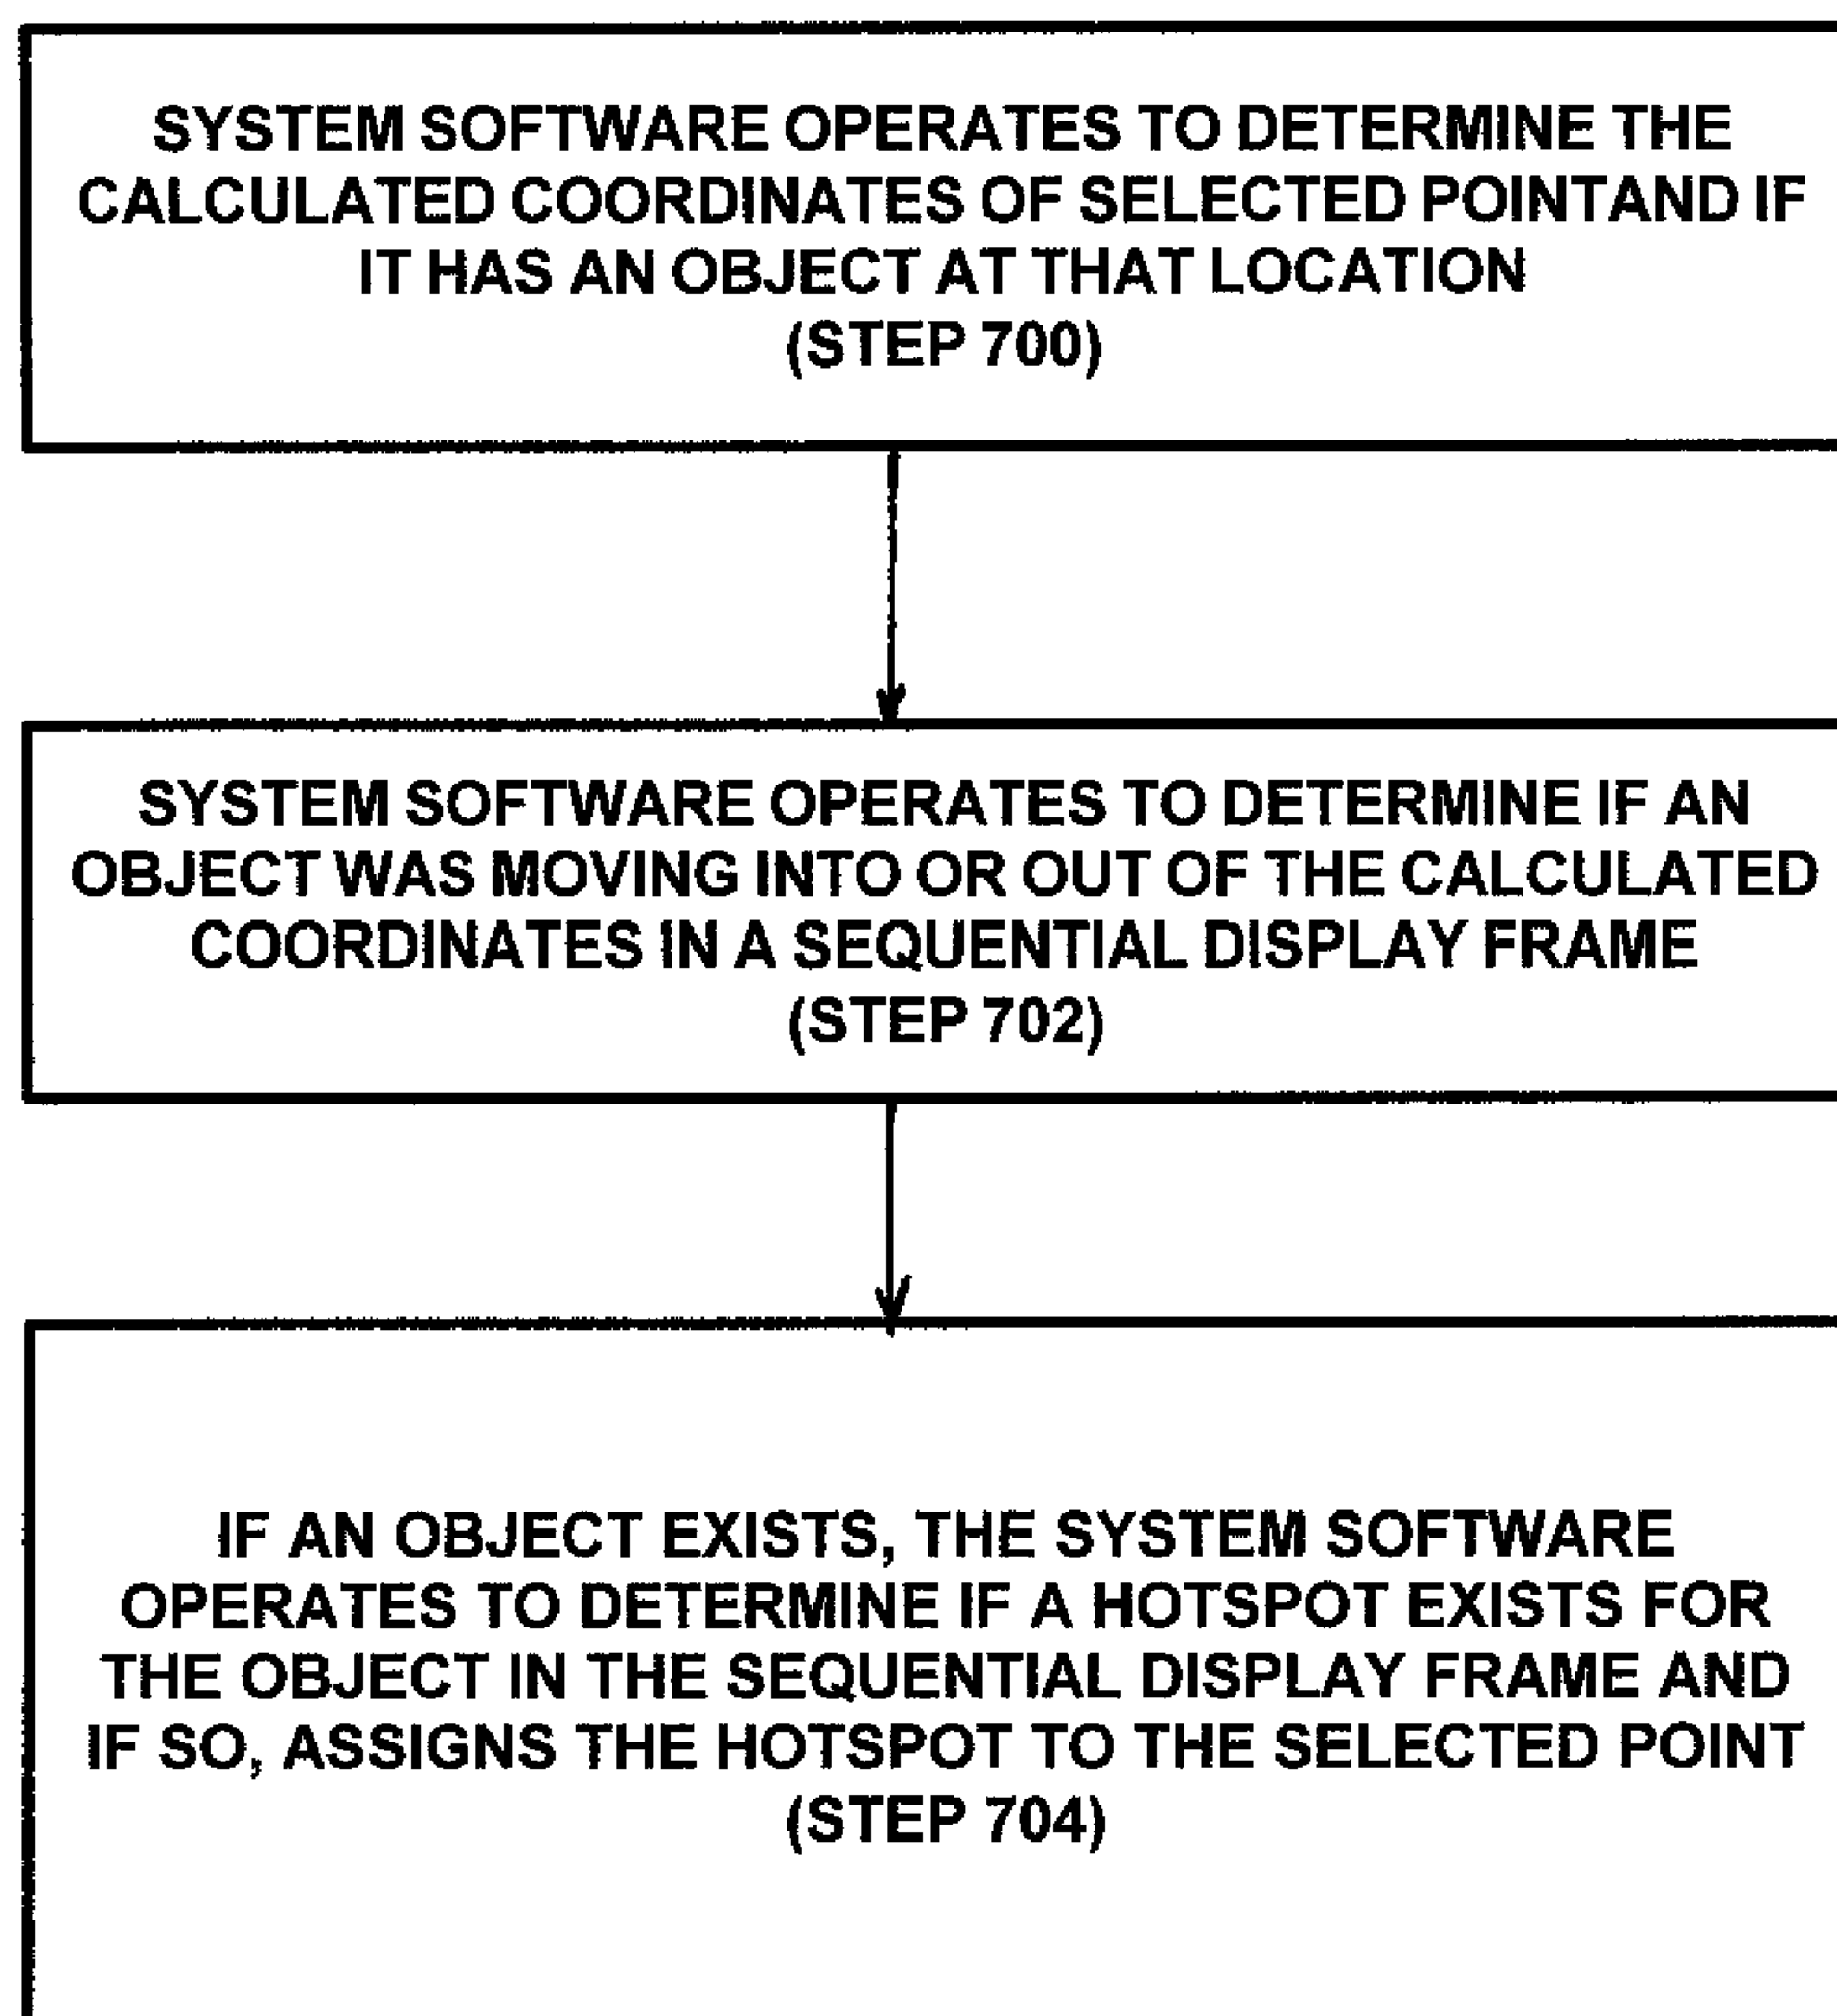 SYSTEM SOFTWARE OPERATES TO DETERMINE THE
CALCULATED COORDINATES OF SELECTED POINTAND IF
IT HAS AN OBJECT AT THAT LOCATION
(STEP 700)
SYSTEM SOFTWARE OPERATES TO DETERMINE IF AN
OBJECT WAS MOVING INTO OR OUT OF THE CALCULATED
COORDINATES IN A SEQUENTIAL DISPLAY FRAME
(STEP 702)
IF AN OBJECT EXISTS, THE SYSTEM SOFTWARE
OPERATES TO DETERMINE IF A HOTSPOT EXISTS FOR
THE OBJECT IN THE SEQUENTIAL DISPLAY FRAME AND
IF SO, ASSIGNS THE HOTSPOT TO THE SELECTED POINT
(STEP 704)